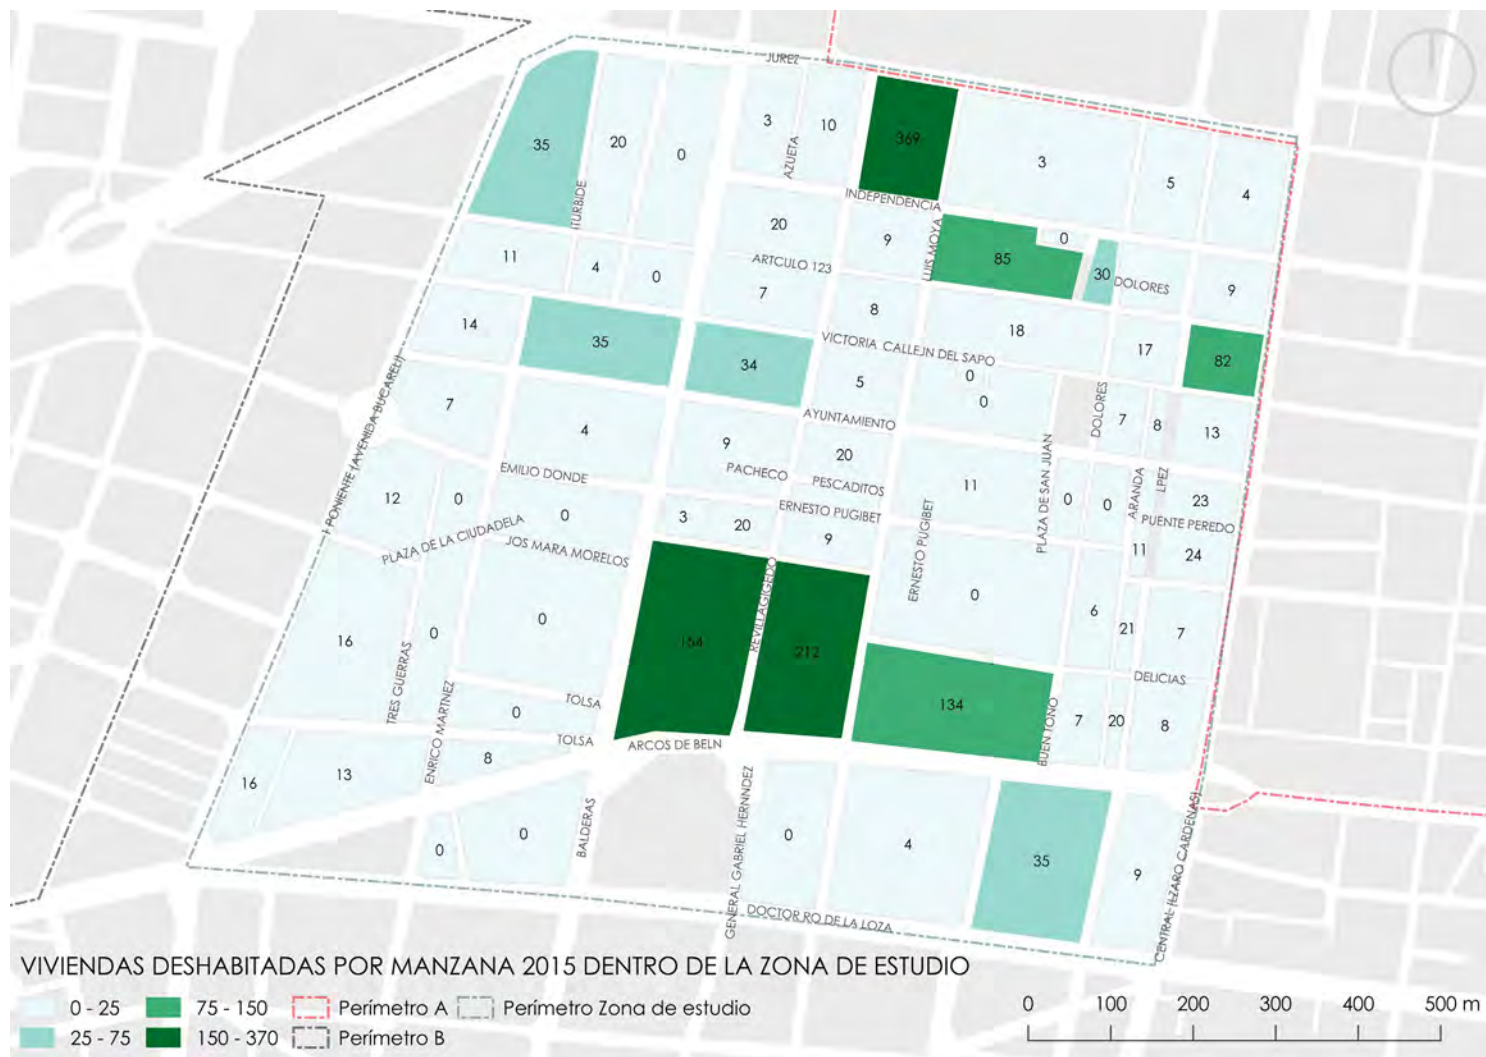 JUREZ
3
10
369
35
20
0
3
5
4
AZUETA
INDEPENDENCIA
ITURBIDE
20
9
LUIS MOYA
0
85
30
DOLORES
9
11
4
0
ARTCULO 123
7
8
18
17
82
14
35
34
VICTORIA
CALLEJN DEL SAPO
5
0
0
7
AYUNTAMIENTO
DOLORES
7
8
13
4
9
20
PACHECO
PESCADITOS
11
PLAZA DE SAN JUAN
0
0
ARANDA
LPEZ
23
PUENTE PEREDO
EMILIO DONDE
12
0
0
3
20
ERNESTO PUGIBET
9
11
24
PLAZA DE LA CIUDADELA
JOS MARA MORELOS
1 PONIENTE (AVENIDA BUCARELI)
ERNESTO PUGIBET
0
6
21
7
16
0
0
154
REVILLAGIGEDO
212
DELICIAS
TRES GUERRAS
ENRICO MARTNEZ
TOLSA
0
134
7
20
8
BUEN TONO
TOLSA
ARCOS DE BELN
8
16
13
0
0
BALDERAS
GENERAL GABRIEL HERNNDEZ
0
4
35
9
CENTRAL (LZARO CARDENAS)
DOCTOR RO DE LA LOZA
VIVIENDAS DESHABITADAS POR MANZANA 2015 DENTRO DE LA ZONA DE ESTUDIO
0 - 25
75 - 150
Perímetro A
Perímetro Zona de estudio
25 - 75
150 - 370
Perímetro B
0
100
200
300
400
500 m